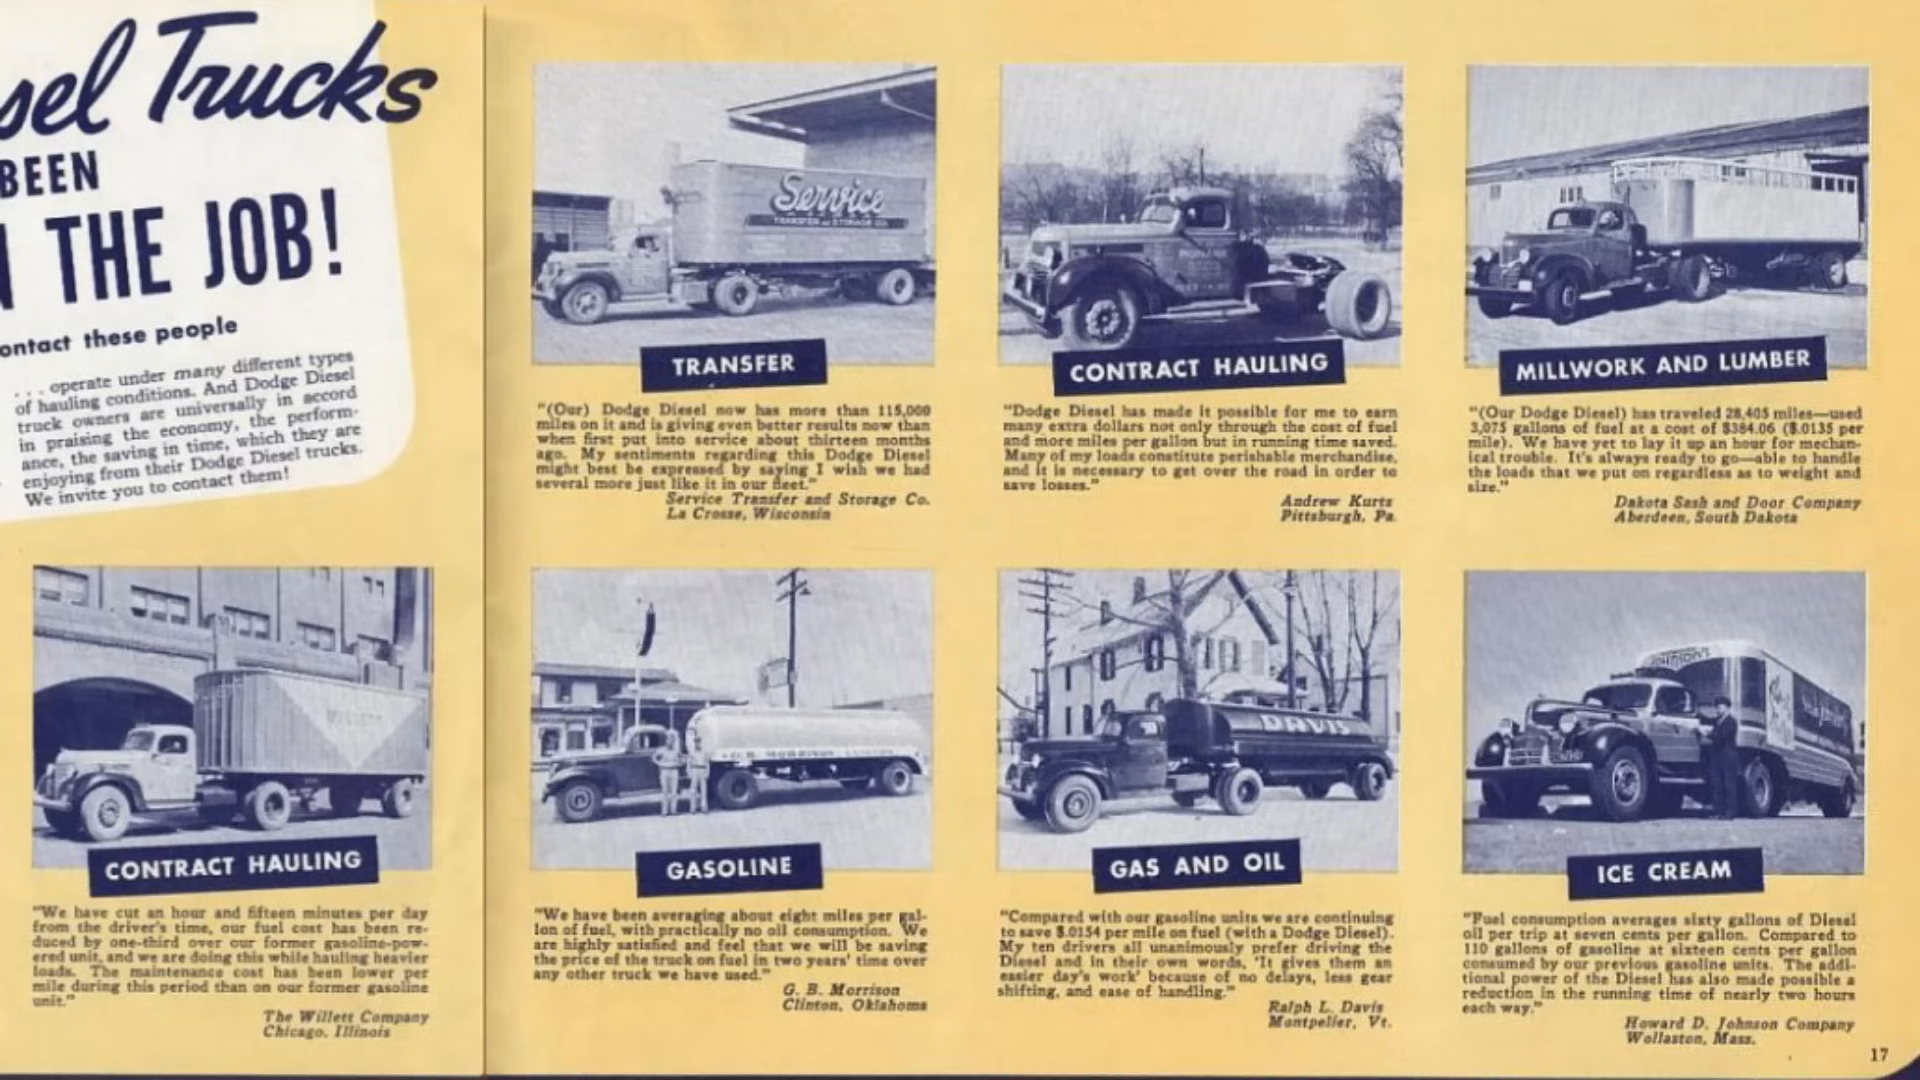 sel Trucks
BEEN
THE JOB!
ontact these people
... operate under many different types
of hauling conditions. And Dodge Diesel
truck owners are universally in accord
in praising the economy, the perform-
ance, the saving in time, which they are
enjoying from their Dodge Diesel trucks.
We invite you to contact them!
WILLETT
CONTRACT HAULING
"We have cut an hour and fifteen minutes per day
from the driver's time, our fuel cost has been re-
duced by one-third over our former gasoline-pow-
ered unit, and we are doing this while hauling heavier
loads. The maintenance cost has been lower per
mile during this period than on our former gasoline
unit."
The Willett Company
Chicago, Illinois
Service
TRANSFER and STORAGE CO.
TRANSFER
"(Our) Dodge Diesel now has more than 115,000
miles on it and is giving even better results now than
when first put into service about thirteen months
ago. My sentiments regarding this Dodge Diesel
might best be expressed by saying I wish we had
several more just like it in our fleet."
Service Transfer and Storage Co.
La Crosse, Wisconsin
CONTRACT HAULING
"Dodge Diesel has made it possible for me to earn
many extra dollars not only through the cost of fuel
and more miles per gallon but in running time saved.
Many of my loads constitute perishable merchandise,
and it is necessary to get over the road in order to
save losses."
Andrew Kurts
Pittsburgh, Pa.
MILLWORK AND LUMBER
"(Our Dodge Diesel) has traveled 28,405 miles—used
3,075 gallons of fuel at a cost of $384.06 ($.0135 per
mile). We have yet to lay it up an hour for mechan-
ical trouble. It's always ready to go—able to handle
the loads that we put on regardless as to weight and
size."
Dakota Sash and Door Company
Aberdeen, South Dakota
G. B. MORRISON CLINTON
GASOLINE
"We have been averaging about eight miles per gal-
lon of fuel, with practically no oil consumption. We
are highly satisfied and feel that we will be saving
the price of the truck on fuel in two years' time over
any other truck we have used."
G. B. Morrison
Clinton, Oklahoma
DAVIS
GAS AND OIL
"Compared with our gasoline units we are continuing
to save $.0154 per mile on fuel (with a Dodge Diesel).
My ten drivers all unanimously prefer driving the
Diesel and in their own words, 'It gives them an
easier day's work' because of no delays, less gear
shifting, and ease of handling."
Ralph L. Davis
Montpelier, Vt.
JOHNSON'S
ICE CREAM
"Fuel consumption averages sixty gallons of Diesel
oil per trip at seven cents per gallon. Compared to
110 gallons of gasoline at sixteen cents per gallon
consumed by our previous gasoline units. The addi-
tional power of the Diesel has also made possible a
reduction in the running time of nearly two hours
each way."
Howard D. Johnson Company
Wollaston, Mass.
17